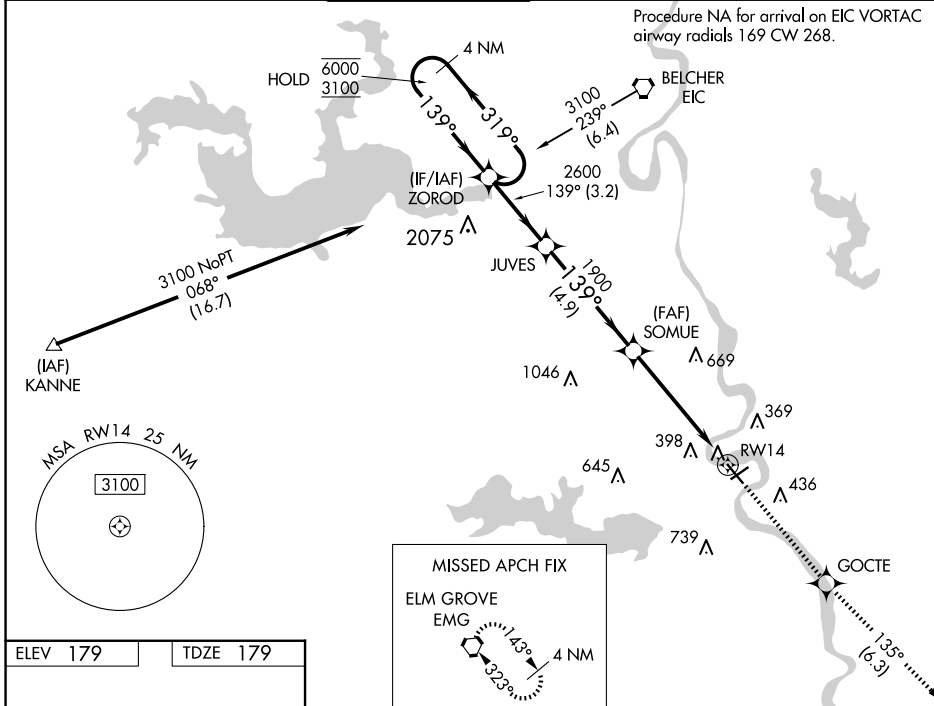 Procedure NA for arrival on EIC VORTAC
airway radials 169 CW 268.
4 NM
HOLD
6000
3100
139°
319°
BELCHER
EIC
3100
239°
(6.4)
(IF/IAF)
ZOROD
2600
139° (3.2)
2075
JUVES
3100 NoPT
068°
(16.7)
1900
139°
(4.9)
(FAF)
SOMUE
669
(IAF)
KANNE
1046
369
398
RW14
MSA RW14 25 NM
3100
645
436
739
GOCTE
MISSED APCH FIX
ELM GROVE
EMG
143°
4 NM
323°
135°
(6.3)
ELEV 179
TDZE 179